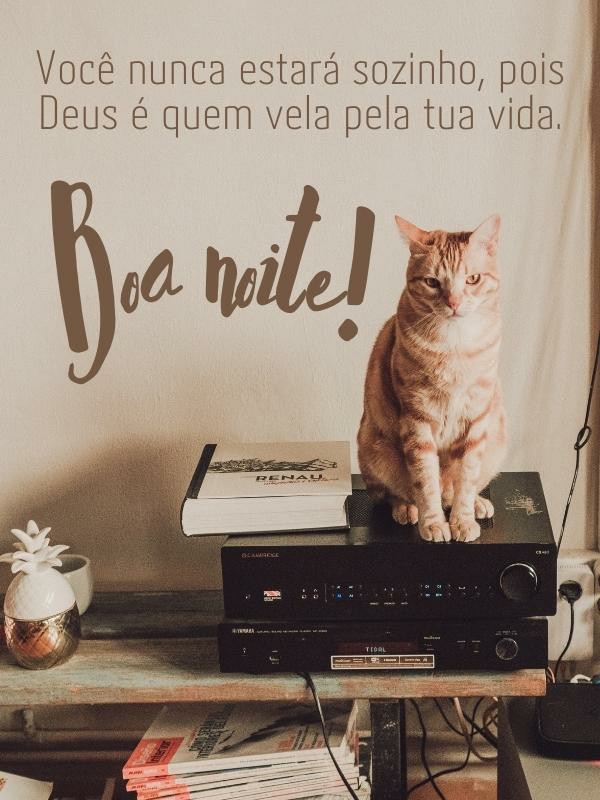 Você nunca estará sozinho, pois
Deus é quem vela pela tua vida.
Boa noite!
RENAU
CAMBRIDGE
YAMAHA
TIDAL